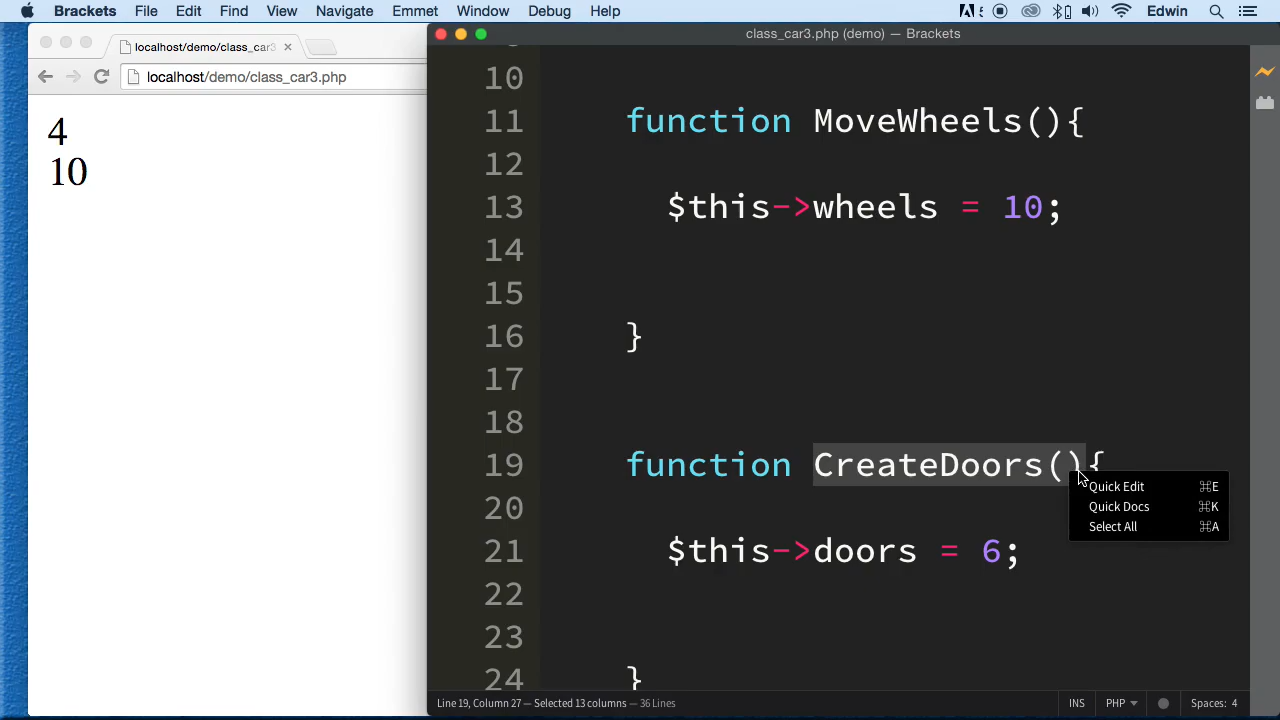 Brackets File Edit Find View Navigate Emmet Window Debug Help Edwin
localhost/demo/class_car3
localhost/demo/class_car3.php
4
10
class_car3.php (demo) — Brackets
10
11 function MoveWheels(){
12
13 $this->wheels = 10;
14
15
16 }
17
18
19 function CreateDoors(){
20
21 $this->doors = 6;
22
23
24 }
Quick Edit ⌘E
Quick Docs ⌘K
Select All ⌘A
Line 19, Column 27 — Selected 13 columns — 36 Lines INS PHP Spaces: 4